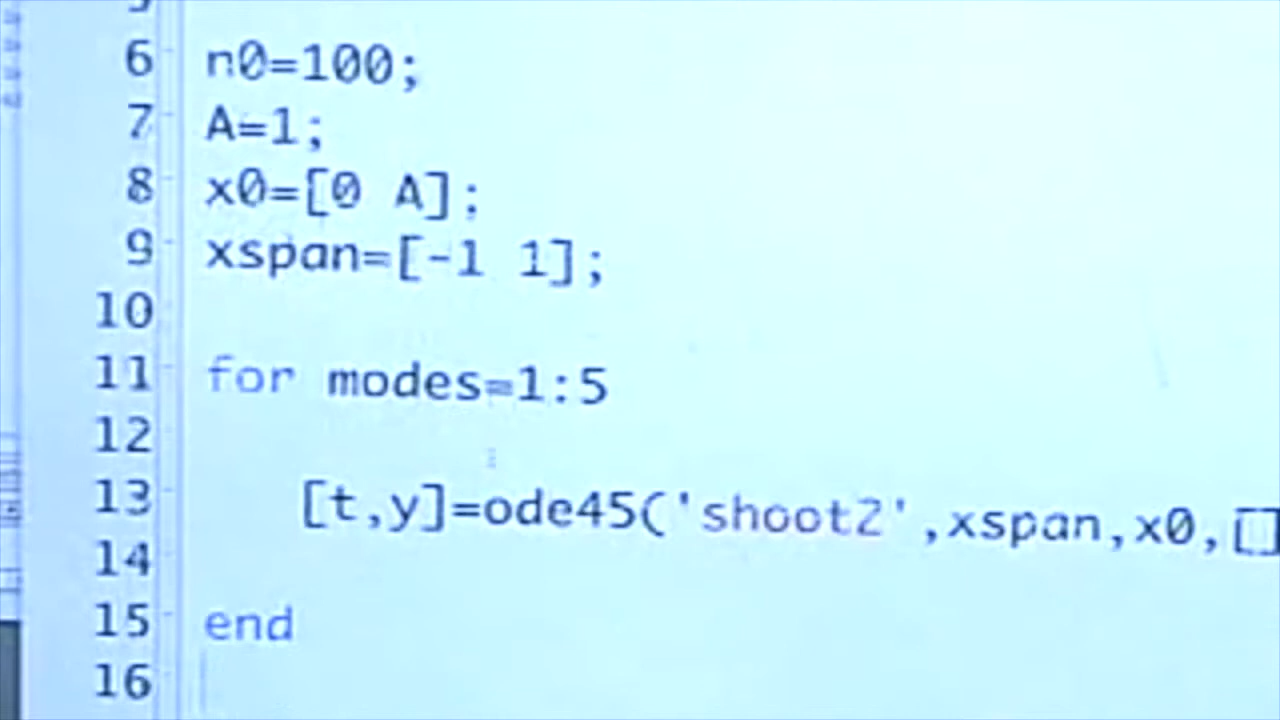 6 n0=100;
7 A=1;
8 x0=[0 A];
9 xspan=[-1 1];
10
11 for modes=1:5
12
13 [t,y]=ode45('shoot2',xspan,x0,[]
14
15 end
16